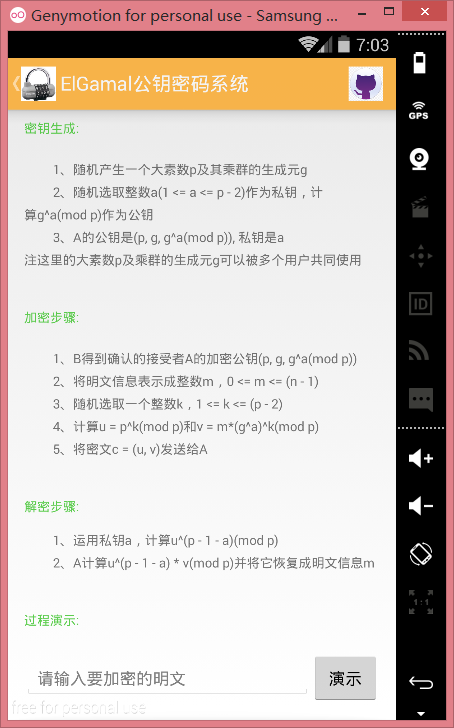 Genymotion for personal use - Samsung ...
7:03
ElGamal公钥密码系统
GPS
密钥生成:
1、随机产生一个大素数p及其乘群的生成元g
2、随机选取整数a(1 <= a <= p - 2)作为私钥，计
算g^a(mod p)作为公钥
3、A的公钥是(p, g, g^a(mod p)), 私钥是a
注这里的大素数p及乘群的生成元g可以被多个用户共同使用
ID
加密步骤:
1、B得到确认的接受者A的加密公钥(p, g, g^a(mod p))
2、将明文信息表示成整数m，0 <= m <= (n - 1)
3、随机选取一个整数k，1 <= k <= (p - 2)
4、计算u = p^k(mod p)和v = m*(g^a)^k(mod p)
5、将密文c = (u, v)发送给A
解密步骤:
1、运用私钥a，计算u^(p - 1 - a)(mod p)
2、A计算u^(p - 1 - a) * v(mod p)并将它恢复成明文信息m
1:1
过程演示:
请输入要加密的明文
演示
free for personal use